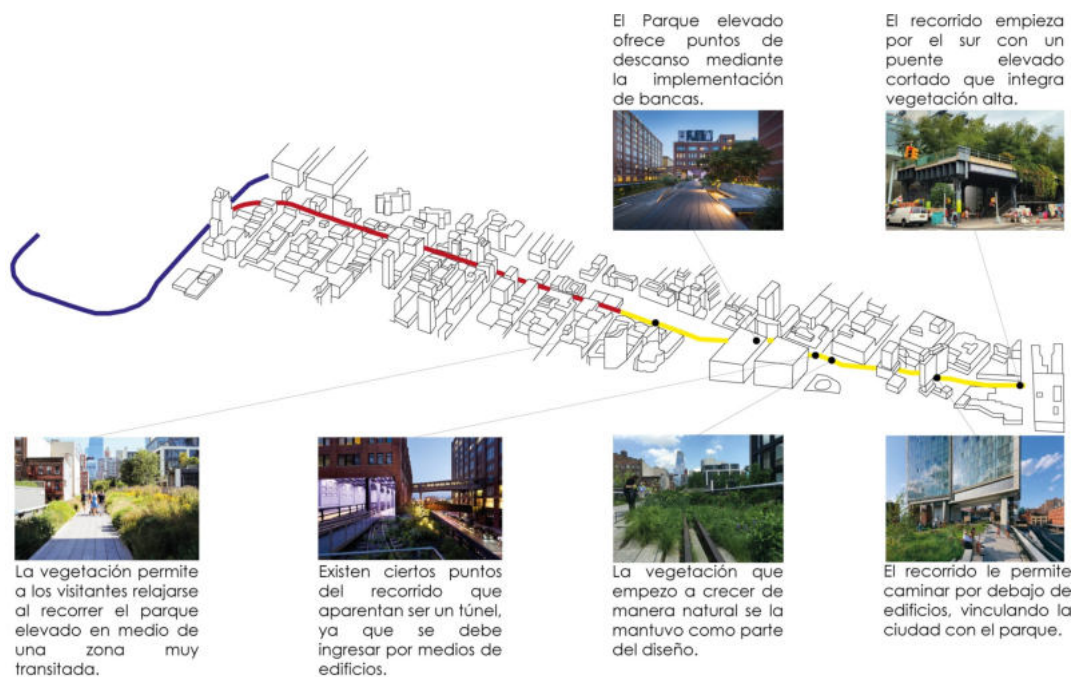 El Parque elevado
ofrece puntos de
descanso mediante
la implementación
de bancas.
El recorrido empieza
por el sur con un
puente elevado
cortado que integra
vegetación alta.
La vegetación permite
a los visitantes relajarse
al recorrer el parque
elevado en medio de
una zona muy
transitada.
Existen ciertos puntos
del recorrido que
aparentan ser un túnel,
ya que se debe
ingresar por medios de
edificios.
La vegetación que
empezo a crecer de
manera natural se la
mantuvo como parte
del diseño.
El recorrido le permite
caminar por debajo de
edificios, vinculando la
ciudad con el parque.